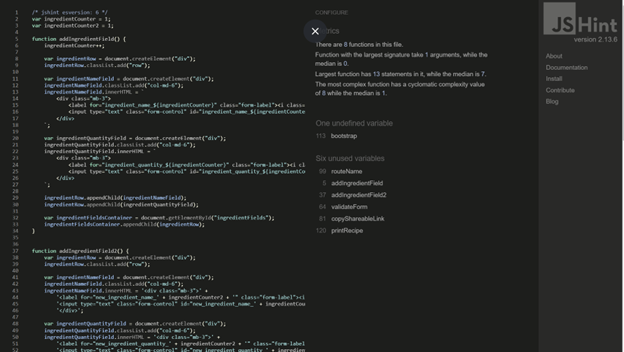 1 /* jshint esversion: 6 */
2 var ingredientCounter = 1;
3 var ingredientCounter2 = 1;
4
5 function addIngredientField() {
6 ingredientCounter++;
7
8 var ingredientRow = document.createElement("div");
9 ingredientRow.classList.add("row");
10
11 var ingredientNameField = document.createElement("div");
12 ingredientNameField.classList.add("col-md-6");
13 ingredientNameField.innerHTML = `
14 <div class="mb-3">
15 <label for="ingredient_name_${ingredientCounter}" class="form-label"><i class=
16 <input type="text" class="form-control" id="ingredient_name_${ingredientCounte
17 </div>
18 `;
19
20 var ingredientQuantityField = document.createElement("div");
21 ingredientQuantityField.classList.add("col-md-6");
22 ingredientQuantityField.innerHTML = `
23 <div class="mb-3">
24 <label for="ingredient_quantity_${ingredientCounter}" class="form-label"><i cl
25 <input type="text" class="form-control" id="ingredient_quantity_${ingredientCo
26 </div>
27 `;
28
29 ingredientRow.appendChild(ingredientNameField);
30 ingredientRow.appendChild(ingredientQuantityField);
31
32 var ingredientFieldsContainer = document.getElementById("ingredientFields");
33 ingredientFieldsContainer.appendChild(ingredientRow);
34 }
35
36
37 function addIngredientField2() {
38 var ingredientRow = document.createElement("div");
39 ingredientRow.classList.add("row");
40
41 var ingredientNameField = document.createElement("div");
42 ingredientNameField.classList.add("col-md-6");
43 ingredientNameField.innerHTML = '<div class="mb-3">' +
44 '<label for="new_ingredient_name_' + ingredientCounter2 + '" class="form-label"><i
45 '<input type="text" class="form-control" id="new_ingredient_name_' + ingredientCou
46 '</div>';
47
48 var ingredientQuantityField = document.createElement("div");
49 ingredientQuantityField.classList.add("col-md-6");
50 ingredientQuantityField.innerHTML = '<div class="mb-3">' +
51 '<label for="new_ingredient_quantity_' + ingredientCounter2 + '" class="form-label
52 '<input type="text" class="form-control" id="new_ingredient_quantity_' + ingredient
CONFIGURE
There are 8 functions in this file.
Function with the largest signature take 1 arguments, while the
median is 0.
Largest function has 13 statements in it, while the median is 7.
The most complex function has a cyclomatic complexity value
of 8 while the median is 1.
One undefined variable
113 bootstrap
Six unused variables
99 routeName
5 addIngredientField
37 addIngredientField2
64 validateForm
81 copyShareableLink
120 printRecipe
JSHint
version 2.13.6
About
Documentation
Install
Contribute
Blog